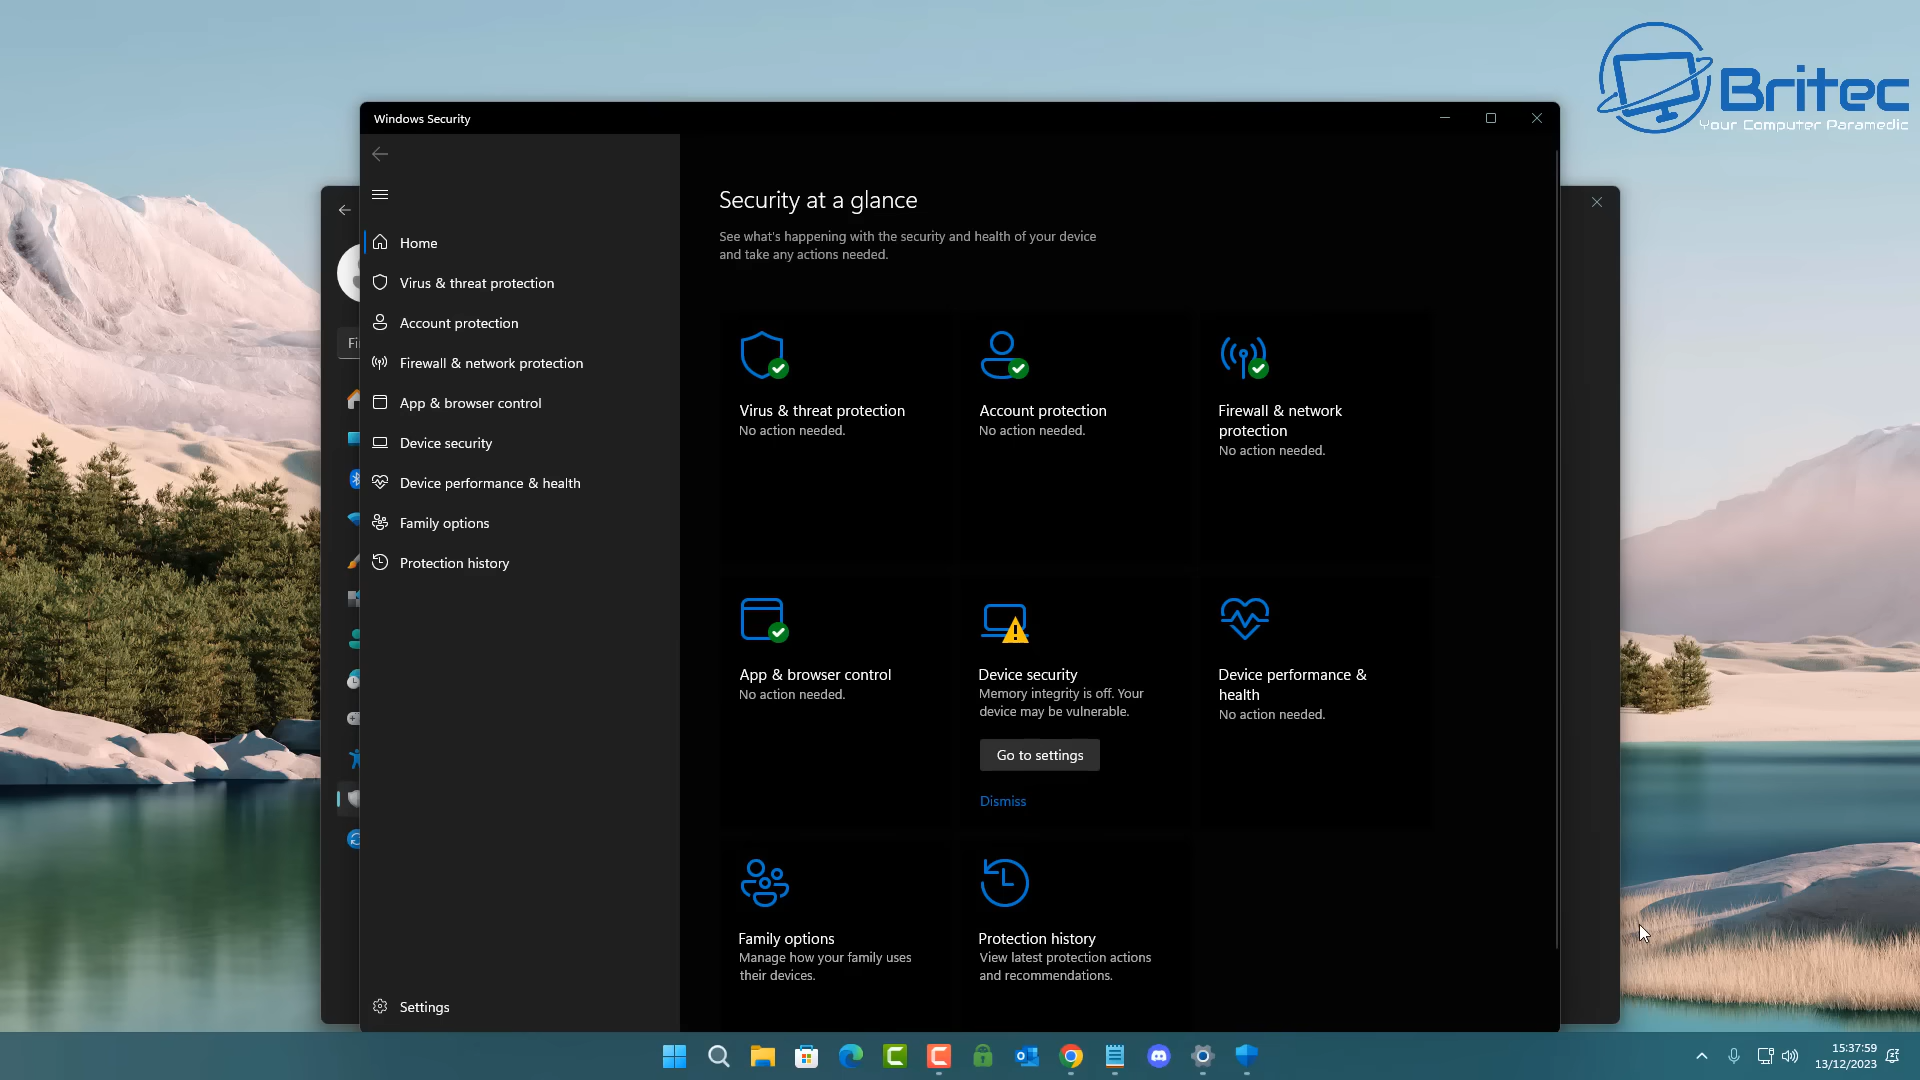 Britec
Your Computer Paramedic
Windows Security
Fi
Home
Virus & threat protection
Account protection
Firewall & network protection
App & browser control
Device security
Device performance & health
Family options
Protection history
Settings
Security at a glance
See what's happening with the security and health of your device
and take any actions needed.
Virus & threat protection
No action needed.
Account protection
No action needed.
Firewall & network
protection
No action needed.
App & browser control
No action needed.
Device security
Memory integrity is off. Your
device may be vulnerable.
Go to settings
Dismiss
Device performance &
health
No action needed.
Family options
Manage how your family uses
their devices.
Protection history
View latest protection actions
and recommendations.
15:37:59
13/12/2023